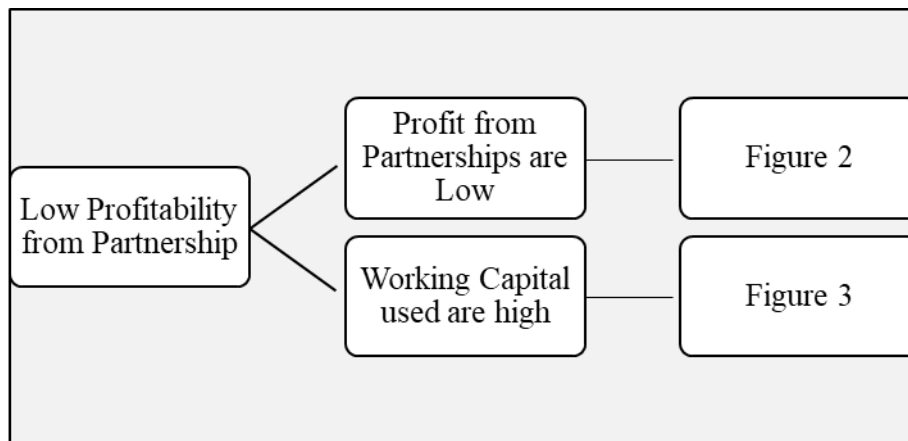 Low Profitability
from Partnership
Profit from
Partnerships are
Low
Figure 2
Working Capital
used are high
Figure 3